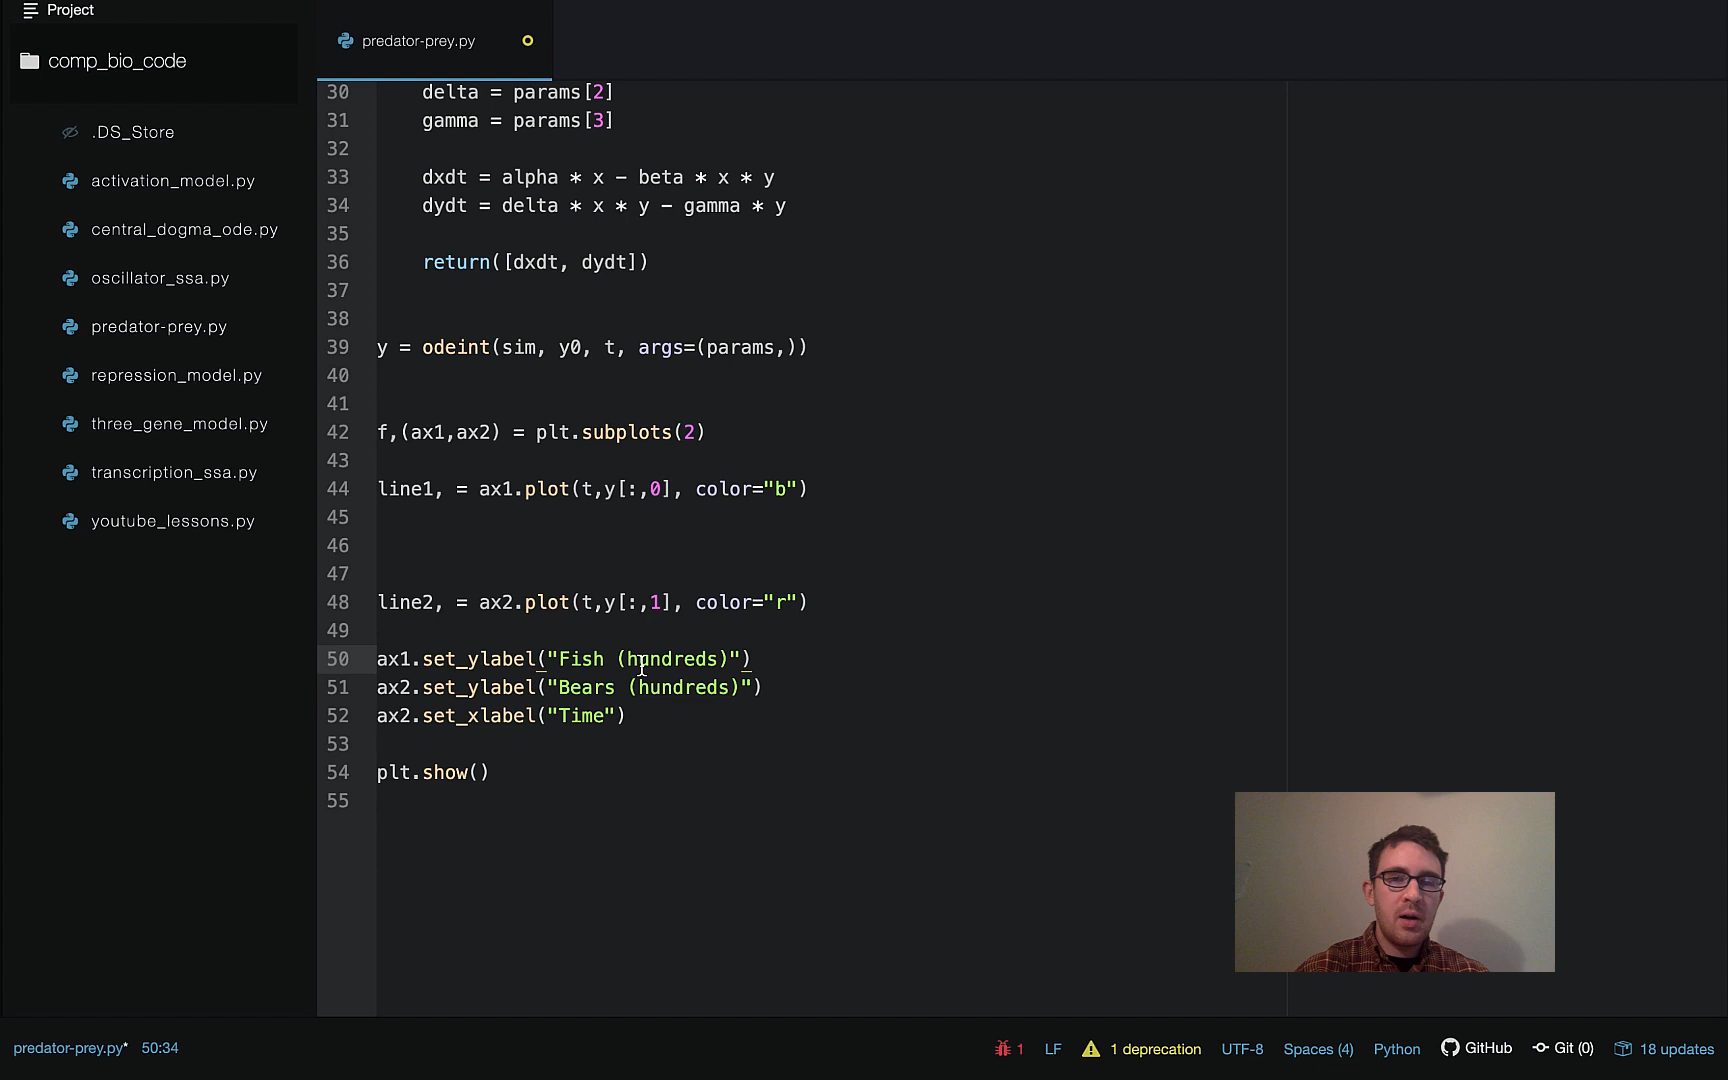 Project
comp_bio_code
.DS_Store
activation_model.py
central_dogma_ode.py
oscillator_ssa.py
predator-prey.py
repression_model.py
three_gene_model.py
transcription_ssa.py
youtube_lessons.py
predator-prey.py
30     delta = params[2]
31     gamma = params[3]
32
33     dxdt = alpha * x - beta * x * y
34     dydt = delta * x * y - gamma * y
35
36     return([dxdt, dydt])
37
38
39 y = odeint(sim, y0, t, args=(params,))
40
41
42 f,(ax1,ax2) = plt.subplots(2)
43
44 line1, = ax1.plot(t,y[:,0], color="b")
45
46
47
48 line2, = ax2.plot(t,y[:,1], color="r")
49
50 ax1.set_ylabel("Fish (hundreds)")
51 ax2.set_ylabel("Bears (hundreds)")
52 ax2.set_xlabel("Time")
53
54 plt.show()
55
predator-prey.py* 50:34 1 LF 1 deprecation UTF-8 Spaces (4) Python GitHub Git (0) 18 updates